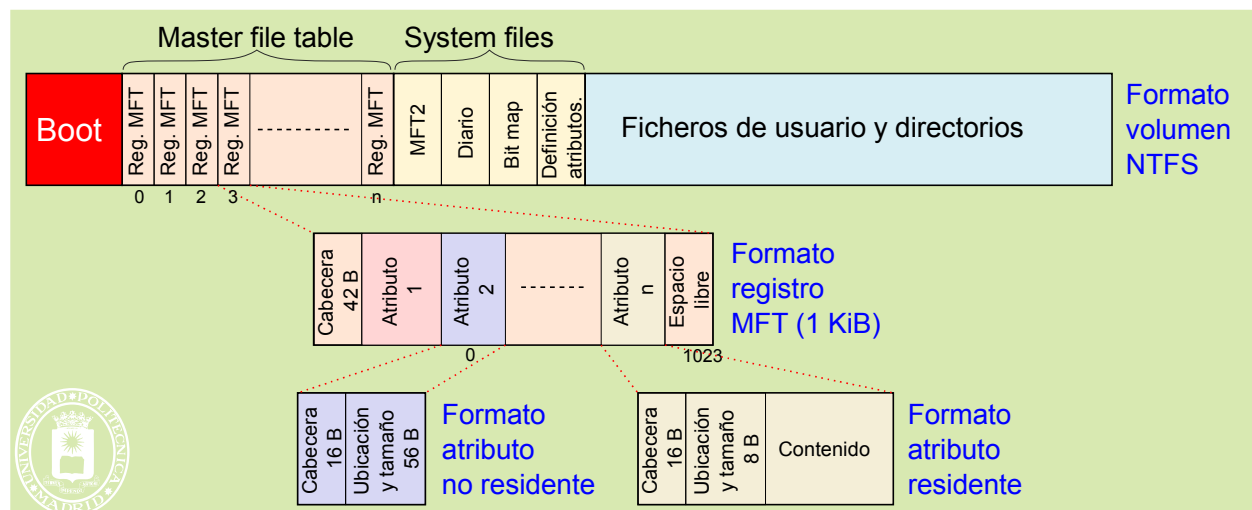 Master file table
System files
Boot
Reg. MFT
Reg. MFT
Reg. MFT
Reg. MFT
---------------
Reg. MFT
MFT2
Diario
Bit map
Definición
atributos.
Ficheros de usuario y directorios
Formato
volumen
NTFS
0
1
2
3
n
Cabecera
42 B
Atributo
1
Atributo
2
-------
Atributo
n
Espacio
libre
Formato
registro
MFT (1 KiB)
0
1023
Cabecera
16 B
Ubicación
y tamaño
56 B
Formato
atributo
no residente
Cabecera
16 B
Ubicación
y tamaño
8 B
Contenido
Formato
atributo
residente
UNIVERSIDAD POLITECNICA
MADRID